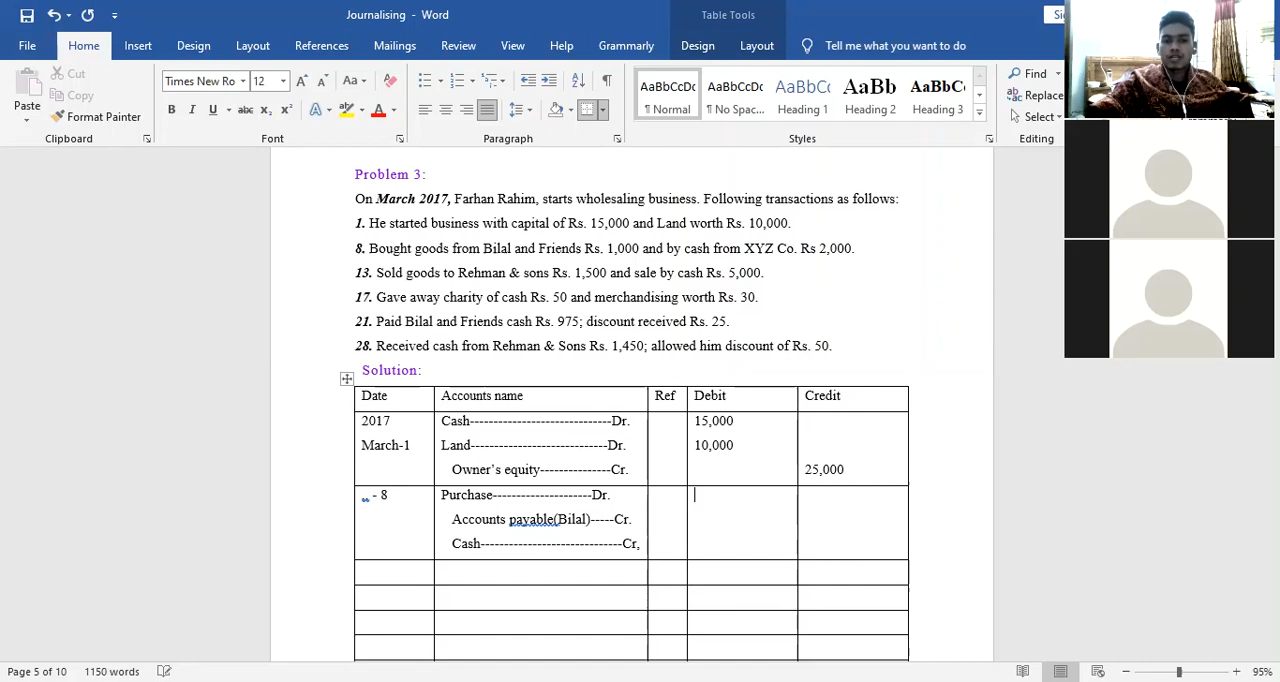 Journalising - Word
Table Tools
File Home Insert Design Layout References Mailings Review View Help Grammarly Design Layout Tell me what you want to do
Paste
Cut
Copy
Format Painter
Times New Ro 12 Aa
B I U abc x₂ x² A ab A
AaBbCcDc AaBbCcDc AaBbC AaBb AaBbC
¶ Normal ¶ No Spac... Heading 1 Heading 2 Heading 3
Find
Replace
Select
Clipboard Font Paragraph Styles Editing
Problem 3:
On March 2017, Farhan Rahim, starts wholesaling business. Following transactions as follows:
1. He started business with capital of Rs. 15,000 and Land worth Rs. 10,000.
8. Bought goods from Bilal and Friends Rs. 1,000 and by cash from XYZ Co. Rs 2,000.
13. Sold goods to Rehman & sons Rs. 1,500 and sale by cash Rs. 5,000.
17. Gave away charity of cash Rs. 50 and merchandising worth Rs. 30.
21. Paid Bilal and Friends cash Rs. 975; discount received Rs. 25.
28. Received cash from Rehman & Sons Rs. 1,450; allowed him discount of Rs. 50.
Solution:
Date Accounts name Ref Debit Credit
2017 Cash------------------------------Dr. 15,000
March-1 Land-----------------------------Dr. 10,000
Owner's equity---------------Cr. 25,000
" - 8 Purchase---------------------Dr.
Accounts payable(Bilal)-----Cr.
Cash------------------------------Cr,
Page 5 of 10 1150 words 95%